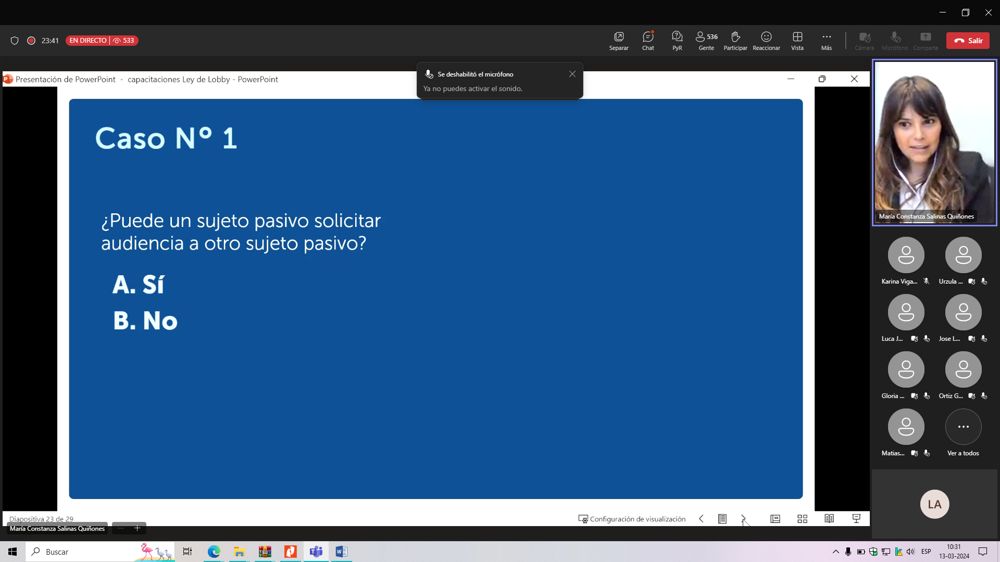 23:41
EN DIRECTO
533
Separar
Chat
PyR
536
Gente
Participar
Reaccionar
Vista
Más
Cámara
Micrófono
Comparte
Salir
Presentación de PowerPoint - capacitaciones Ley de Lobby - PowerPoint
Se deshabilitó el micrófono
Ya no puedes activar el sonido.
Caso N° 1
¿Puede un sujeto pasivo solicitar
audiencia a otro sujeto pasivo?
A. Sí
B. No
María Constanza Salinas Quiñones
Karina Viga...
Urzula ...
Luca J...
Jose L...
Gloria ...
Ortiz G...
Matias...
Ver a todos
LA
Diapositiva 23 de 29
Configuración de visualización
María Constanza Salinas Quiñones
Buscar
ESP
10:31
13-03-2024